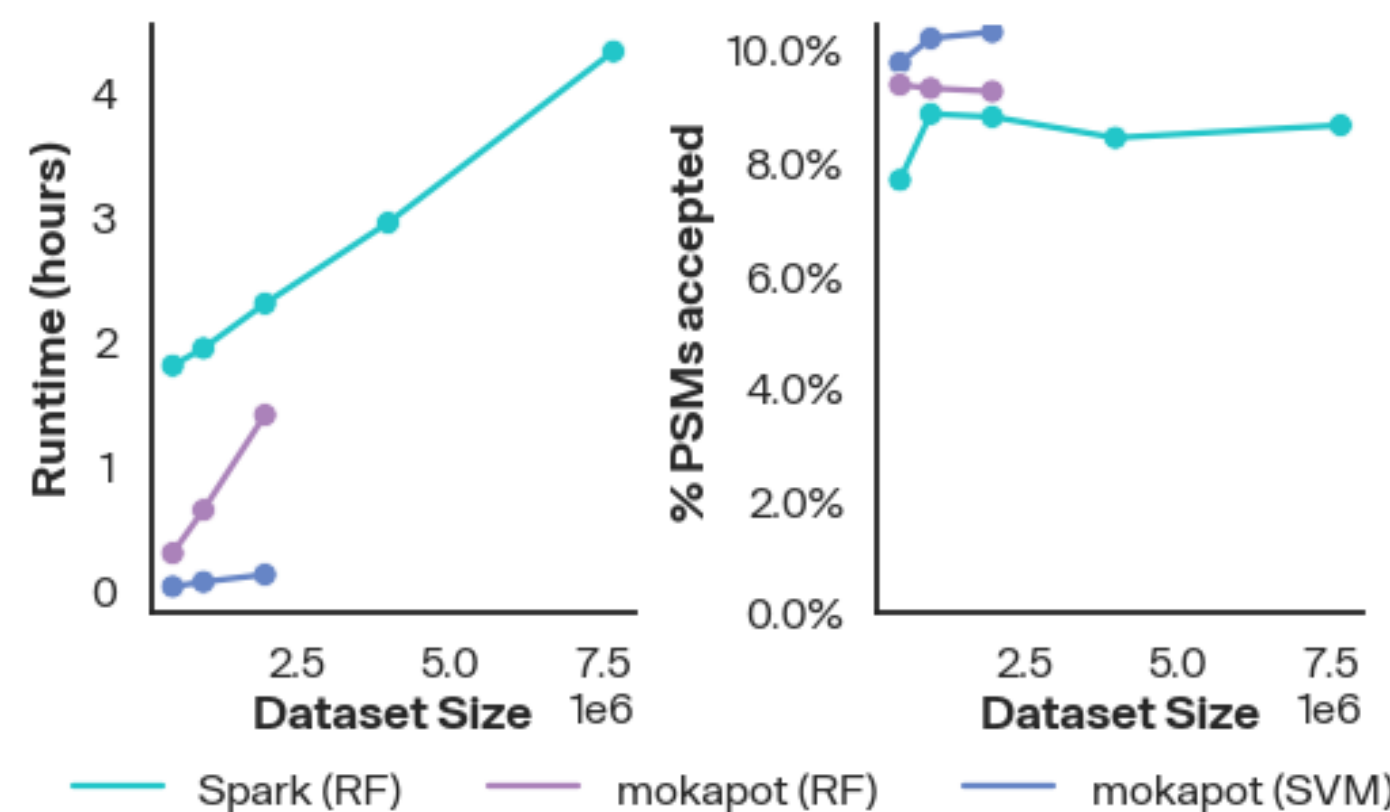 Runtime (hours)
4
3
2
1
0
2.5 5.0 7.5
Dataset Size 1e6
% PSMs accepted
10.0%
8.0%
6.0%
4.0%
2.0%
0.0%
2.5 5.0 7.5
Dataset Size 1e6
Spark (RF) mokapot (RF) mokapot (SVM)